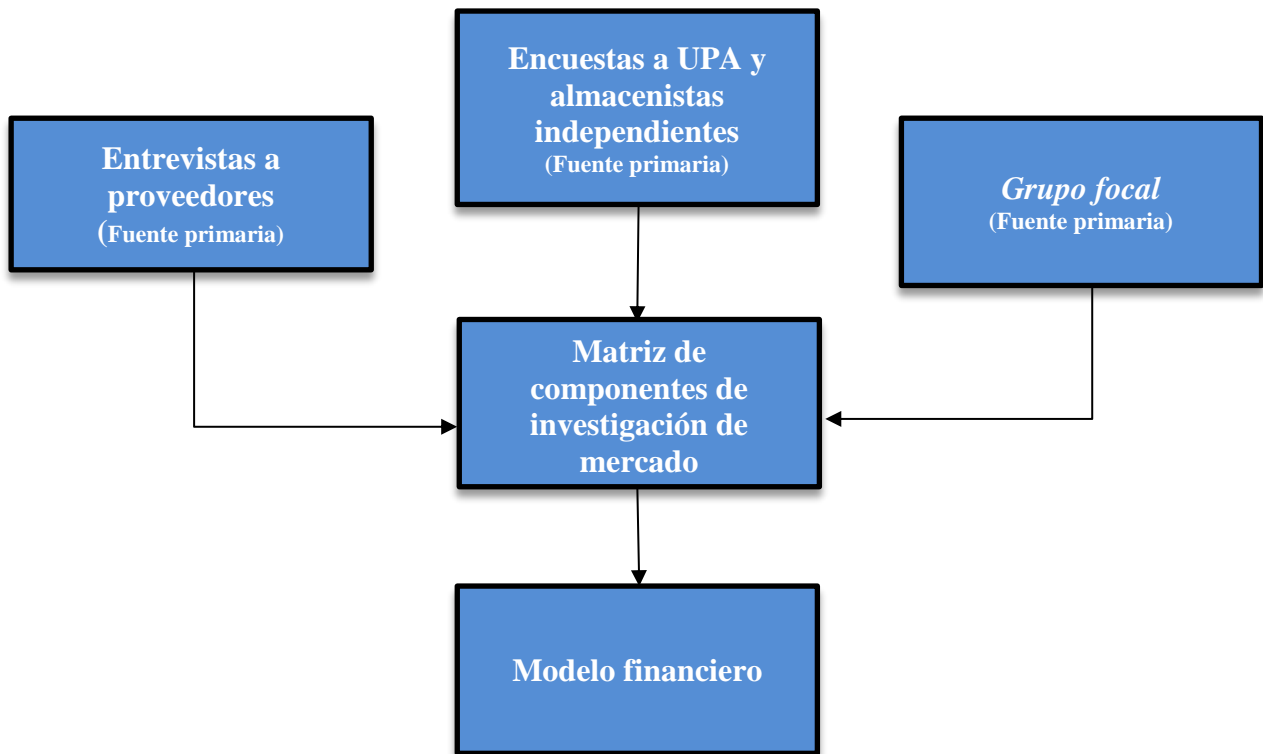 Encuestas a UPA y
almacenistas
independientes
(Fuente primaria)
Entrevistas a
proveedores
(Fuente primaria)
Grupo focal
(Fuente primaria)
Matriz de
componentes de
investigación de
mercado
Modelo financiero